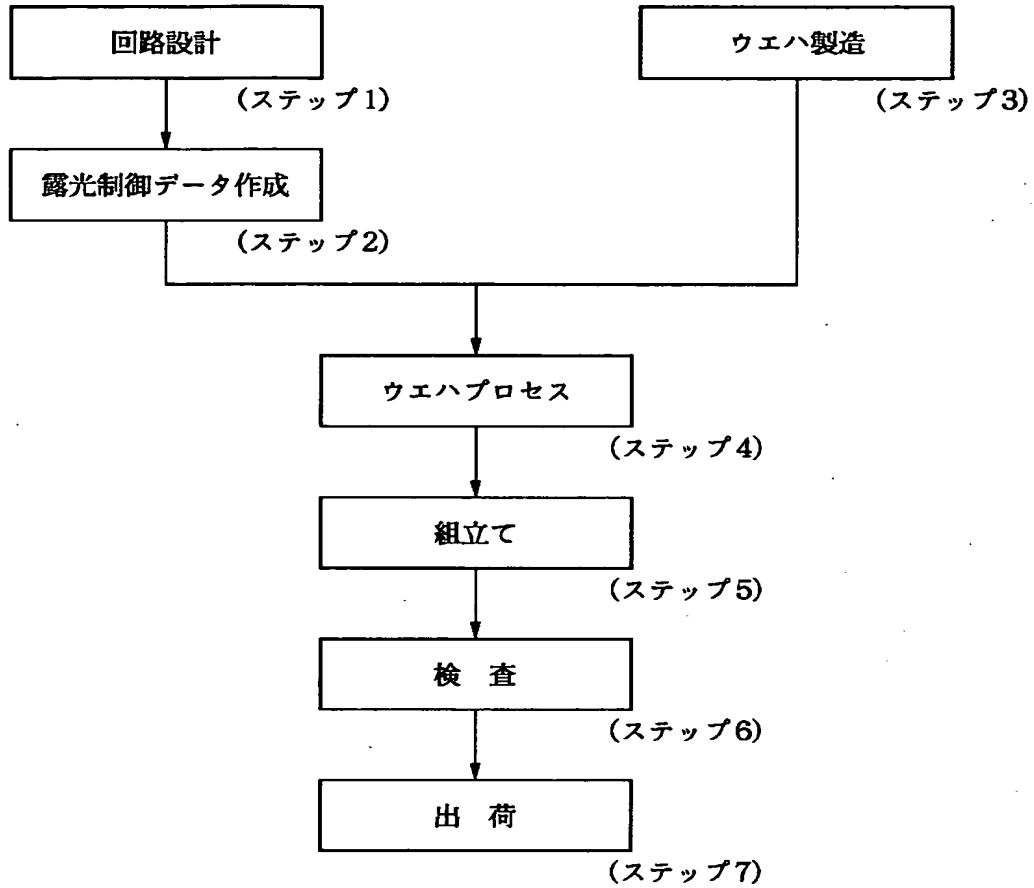 回路設計
(ステップ1)
ウエハ製造
(ステップ3)
露光制御データ作成
(ステップ2)
ウエハプロセス
(ステップ4)
組立て
(ステップ5)
検 査
(ステップ6)
出 荷
(ステップ7)